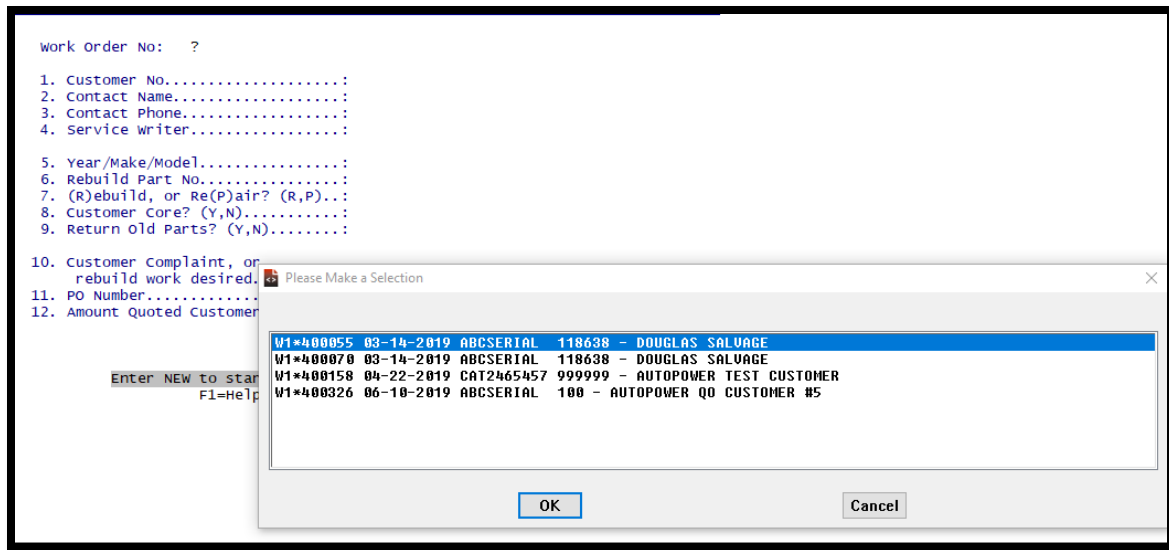 Work Order No: ?
1. Customer No.....................:
2. Contact Name....................:
3. Contact Phone...................:
4. Service Writer..................:
5. Year/Make/Model.................:
6. Rebuild Part No.................:
7. (R)ebuild, or Re(P)air? (R,P)..:
8. Customer Core? (Y,N)............:
9. Return Old Parts? (Y,N)........:
10. Customer Complaint, or
rebuild work desired.
11. PO Number.............
12. Amount Quoted Customer
Enter NEW to star
F1=Help
Please Make a Selection
W1*400055 03-14-2019 ABCSERIAL 118638 - DOUGLAS SALVAGE
W1*400070 03-14-2019 ABCSERIAL 118638 - DOUGLAS SALVAGE
W1*400158 04-22-2019 CAT2465457 999999 - AUTOPOWER TEST CUSTOMER
W1*400326 06-10-2019 ABCSERIAL 100 - AUTOPOWER QO CUSTOMER #5
OK Cancel